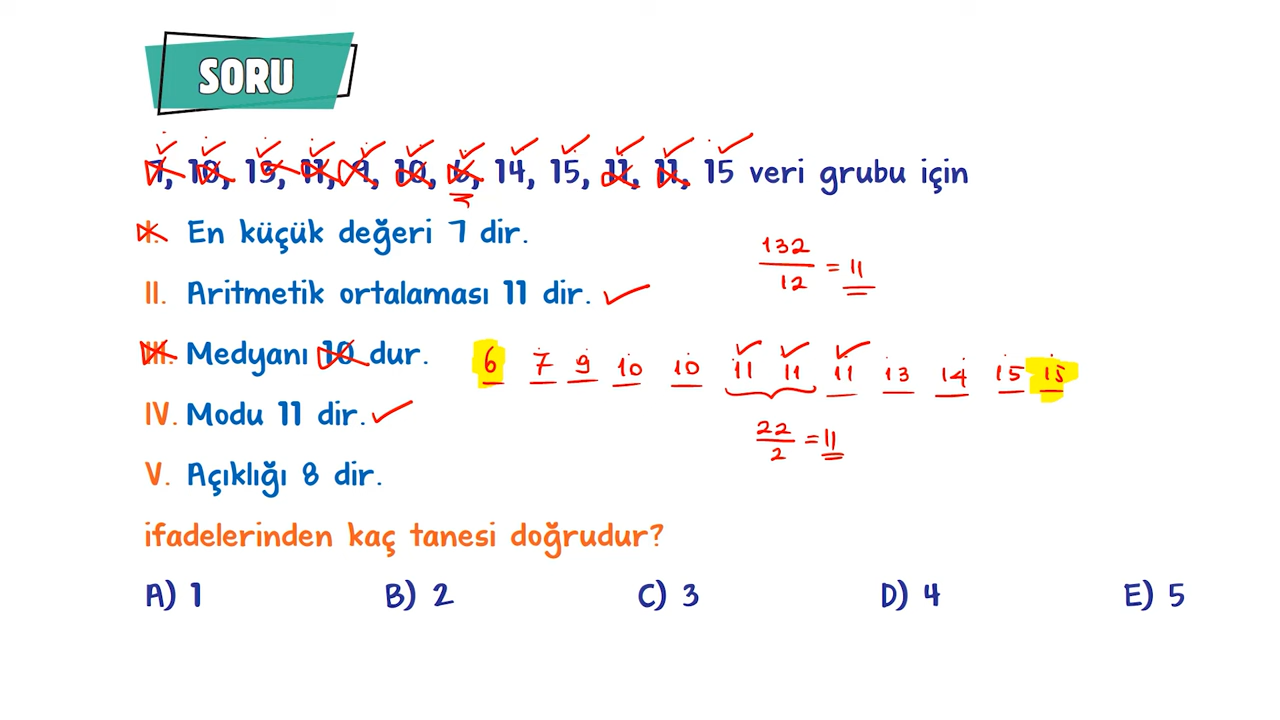 SORU
7, 10, 13, 11, 9, 10, 6, 14, 15, 11, 11, 15 veri grubu için
I. En küçük değeri 7 dir.
132
12
= 11
II. Aritmetik ortalaması 11 dir.
III. Medyanı 10 dur.
6 7 9 10 10 11 11 11 13 14 15 15
IV. Modu 11 dir.
22
2
= 11
V. Açıklığı 8 dir.
ifadelerinden kaç tanesi doğrudur?
A) 1 B) 2 C) 3 D) 4 E) 5